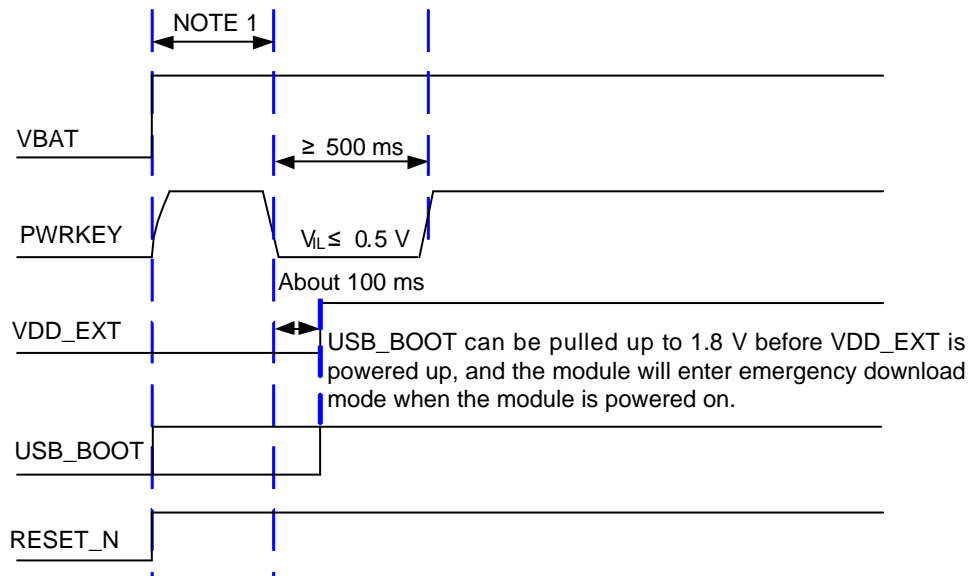 NOTE 1
VBAT
≥ 500 ms
PWRKEY
VIL≤ 0.5 V
About 100 ms
VDD_EXT
USB_BOOT can be pulled up to 1.8 V before VDD_EXT is
powered up, and the module will enter emergency download
mode when the module is powered on.
USB_BOOT
RESET_N